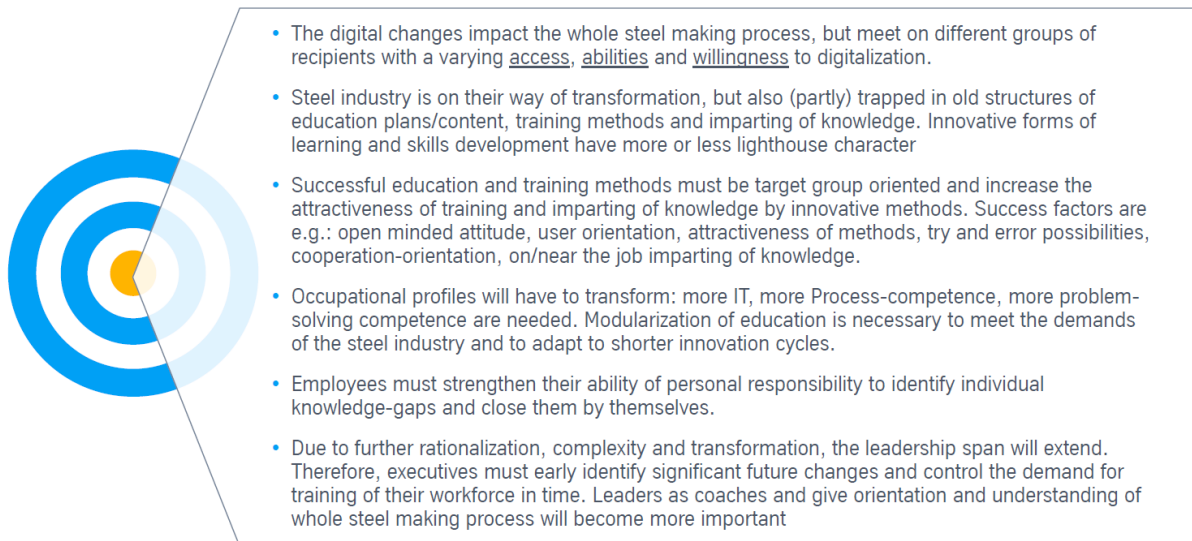 • The digital changes impact the whole steel making process, but meet on different groups of
recipients with a varying access, abilities and willingness to digitalization.
• Steel industry is on their way of transformation, but also (partly) trapped in old structures of
education plans/content, training methods and imparting of knowledge. Innovative forms of
learning and skills development have more or less lighthouse character
• Successful education and training methods must be target group oriented and increase the
attractiveness of training and imparting of knowledge by innovative methods. Success factors are
e.g.: open minded attitude, user orientation, attractiveness of methods, try and error possibilities,
cooperation-orientation, on/near the job imparting of knowledge.
• Occupational profiles will have to transform: more IT, more Process-competence, more problem-
solving competence are needed. Modularization of education is necessary to meet the demands
of the steel industry and to adapt to shorter innovation cycles.
• Employees must strengthen their ability of personal responsibility to identify individual
knowledge-gaps and close them by themselves.
• Due to further rationalization, complexity and transformation, the leadership span will extend.
Therefore, executives must early identify significant future changes and control the demand for
training of their workforce in time. Leaders as coaches and give orientation and understanding of
whole steel making process will become more important